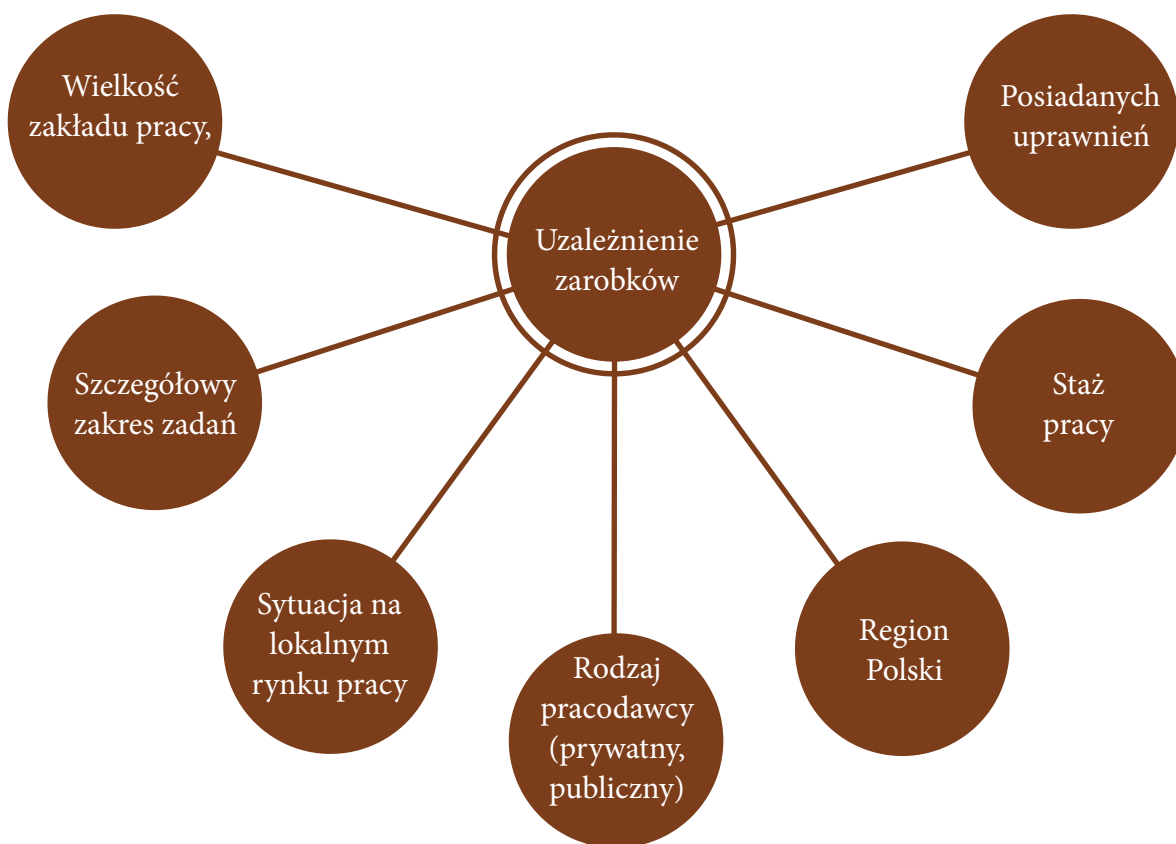 Wielkość
zakładu pracy,
Posiadanych
uprawnień
Uzależnienie
zarobków
Szczegółowy
zakres zadań
Staż
pracy
Sytuacja na
lokalnym
rynku pracy
Rodzaj
pracodawcy
(prywatny,
publiczny)
Region
Polski